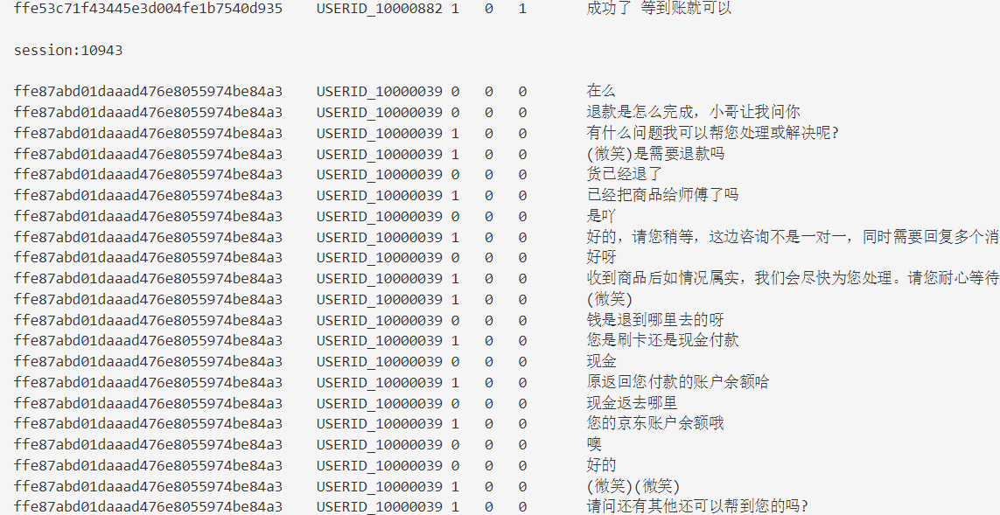 ffe53c71f43445e3d004fe1b7540d935 USERID_10000882 1 0 1 成功了 等到账就可以
session:10943
ffe87abd01daaad476e8055974be84a3 USERID_10000039 0 0 0 在么
ffe87abd01daaad476e8055974be84a3 USERID_10000039 0 0 0 退款是怎么完成，小哥让我问你
ffe87abd01daaad476e8055974be84a3 USERID_10000039 1 0 0 有什么问题我可以帮您处理或解决呢?
ffe87abd01daaad476e8055974be84a3 USERID_10000039 1 0 0 (微笑)是需要退款吗
ffe87abd01daaad476e8055974be84a3 USERID_10000039 0 0 0 货已经退了
ffe87abd01daaad476e8055974be84a3 USERID_10000039 1 0 0 已经把商品给师傅了吗
ffe87abd01daaad476e8055974be84a3 USERID_10000039 0 0 0 是吖
ffe87abd01daaad476e8055974be84a3 USERID_10000039 1 0 0 好的，请您稍等，这边咨询不是一对一，同时需要回复多个消
ffe87abd01daaad476e8055974be84a3 USERID_10000039 0 0 0 好呀
ffe87abd01daaad476e8055974be84a3 USERID_10000039 1 0 0 收到商品后如情况属实，我们会尽快为您处理。请您耐心等待
ffe87abd01daaad476e8055974be84a3 USERID_10000039 1 0 0 (微笑)
ffe87abd01daaad476e8055974be84a3 USERID_10000039 0 0 0 钱是退到哪里去的呀
ffe87abd01daaad476e8055974be84a3 USERID_10000039 1 0 0 您是刷卡还是现金付款
ffe87abd01daaad476e8055974be84a3 USERID_10000039 0 0 0 现金
ffe87abd01daaad476e8055974be84a3 USERID_10000039 1 0 0 原返回您付款的账户余额哈
ffe87abd01daaad476e8055974be84a3 USERID_10000039 0 0 0 现金返去哪里
ffe87abd01daaad476e8055974be84a3 USERID_10000039 1 0 0 您的京东账户余额哦
ffe87abd01daaad476e8055974be84a3 USERID_10000039 0 0 0 噢
ffe87abd01daaad476e8055974be84a3 USERID_10000039 0 0 0 好的
ffe87abd01daaad476e8055974be84a3 USERID_10000039 1 0 0 (微笑)(微笑)
ffe87abd01daaad476e8055974be84a3 USERID_10000039 1 0 0 请问还有其他还可以帮到您的吗?